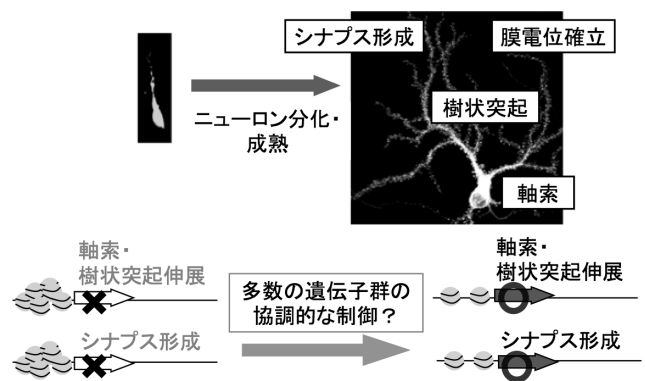 シナプス形成
膜電位確立
樹状突起
ニューロン分化・
成熟
軸索
軸索・
樹状突起伸展
軸索・
樹状突起伸展
多数の遺伝子群の
協調的な制御？
シナプス形成
シナプス形成